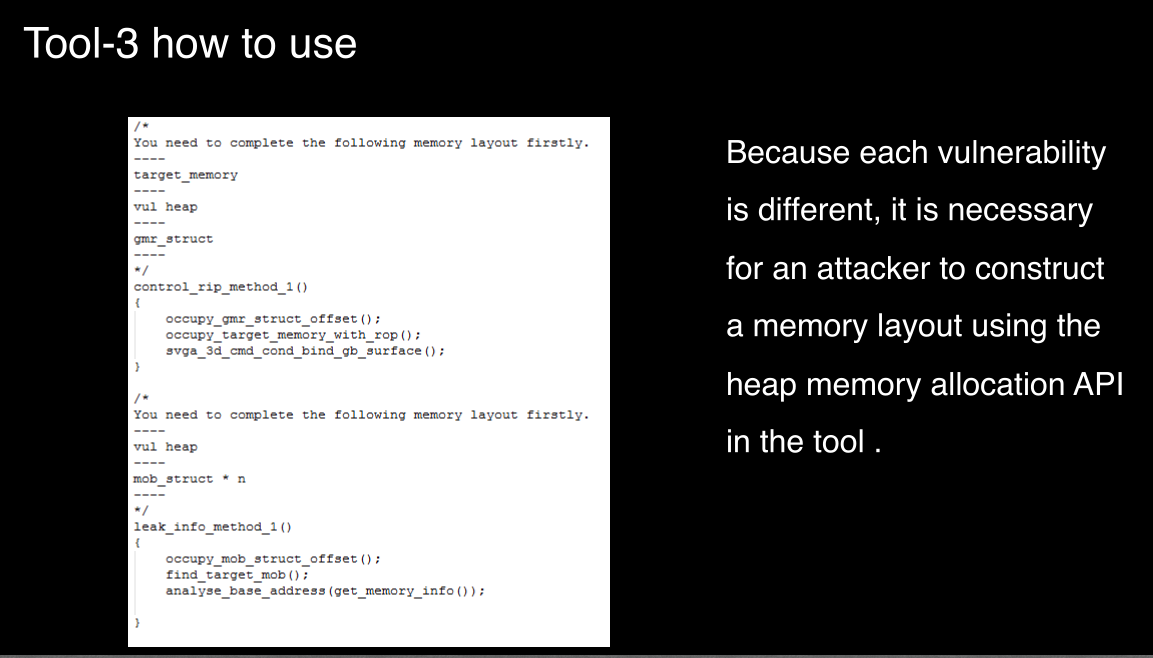 Tool-3 how to use
/*
You need to complete the following memory layout firstly.
----
target_memory
----
vul heap
----
gmr_struct
----
*/
control_rip_method_1()
{
occupy_gmr_struct_offset();
occupy_target_memory_with_rop();
svga_3d_cmd_cond_bind_gb_surface();
}
/*
You need to complete the following memory layout firstly.
----
vul heap
----
mob_struct * n
----
*/
leak_info_method_1()
{
occupy_mob_struct_offset();
find_target_mob();
analyse_base_address(get_memory_info());
}
Because each vulnerability
is different, it is necessary
for an attacker to construct
a memory layout using the
heap memory allocation API
in the tool .